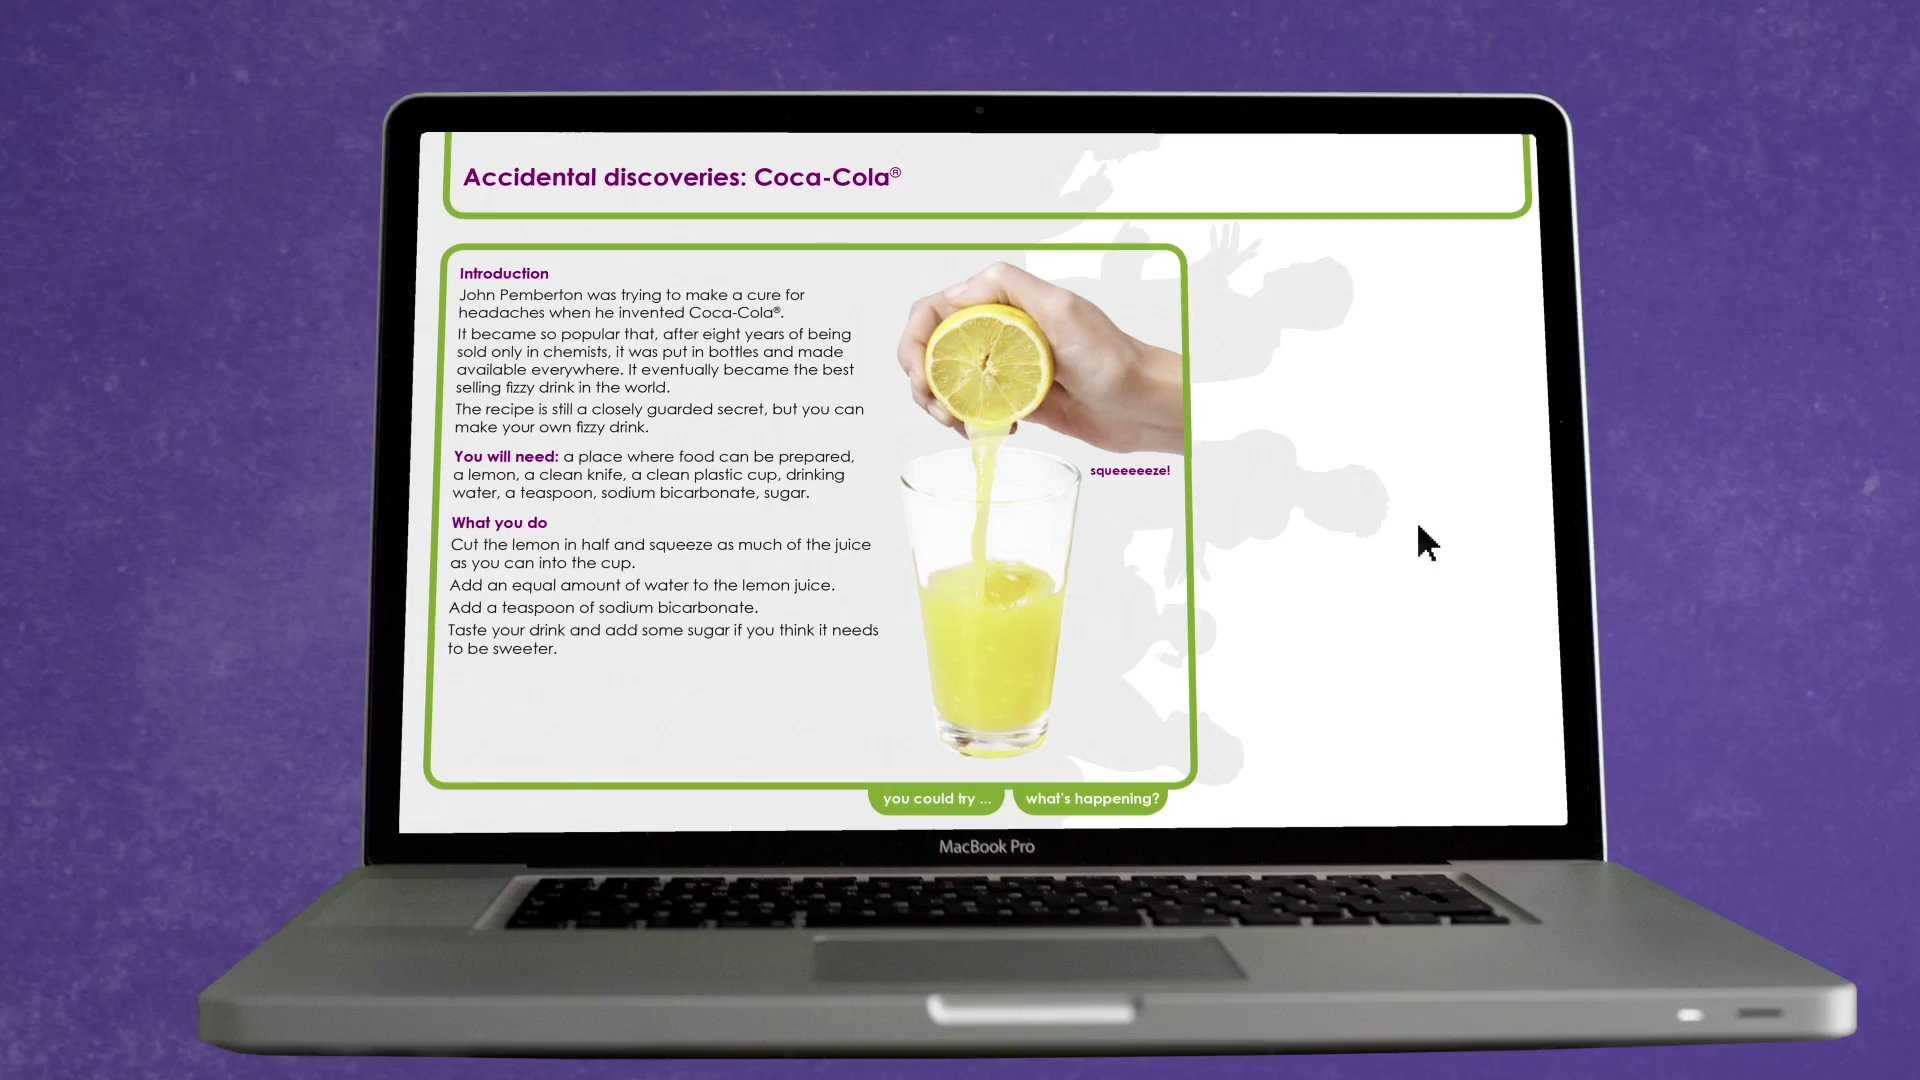 Accidental discoveries: Coca-Cola®
Introduction
John Pemberton was trying to make a cure for
headaches when he invented Coca-Cola®.
It became so popular that, after eight years of being
sold only in chemists, it was put in bottles and made
available everywhere. It eventually became the best
selling fizzy drink in the world.
The recipe is still a closely guarded secret, but you can
make your own fizzy drink.
You will need: a place where food can be prepared,
a lemon, a clean knife, a clean plastic cup, drinking
water, a teaspoon, sodium bicarbonate, sugar.
What you do
Cut the lemon in half and squeeze as much of the juice
as you can into the cup.
Add an equal amount of water to the lemon juice.
Add a teaspoon of sodium bicarbonate.
Taste your drink and add some sugar if you think it needs
to be sweeter.
squeeeeeze!
you could try ...
what's happening?
MacBook Pro